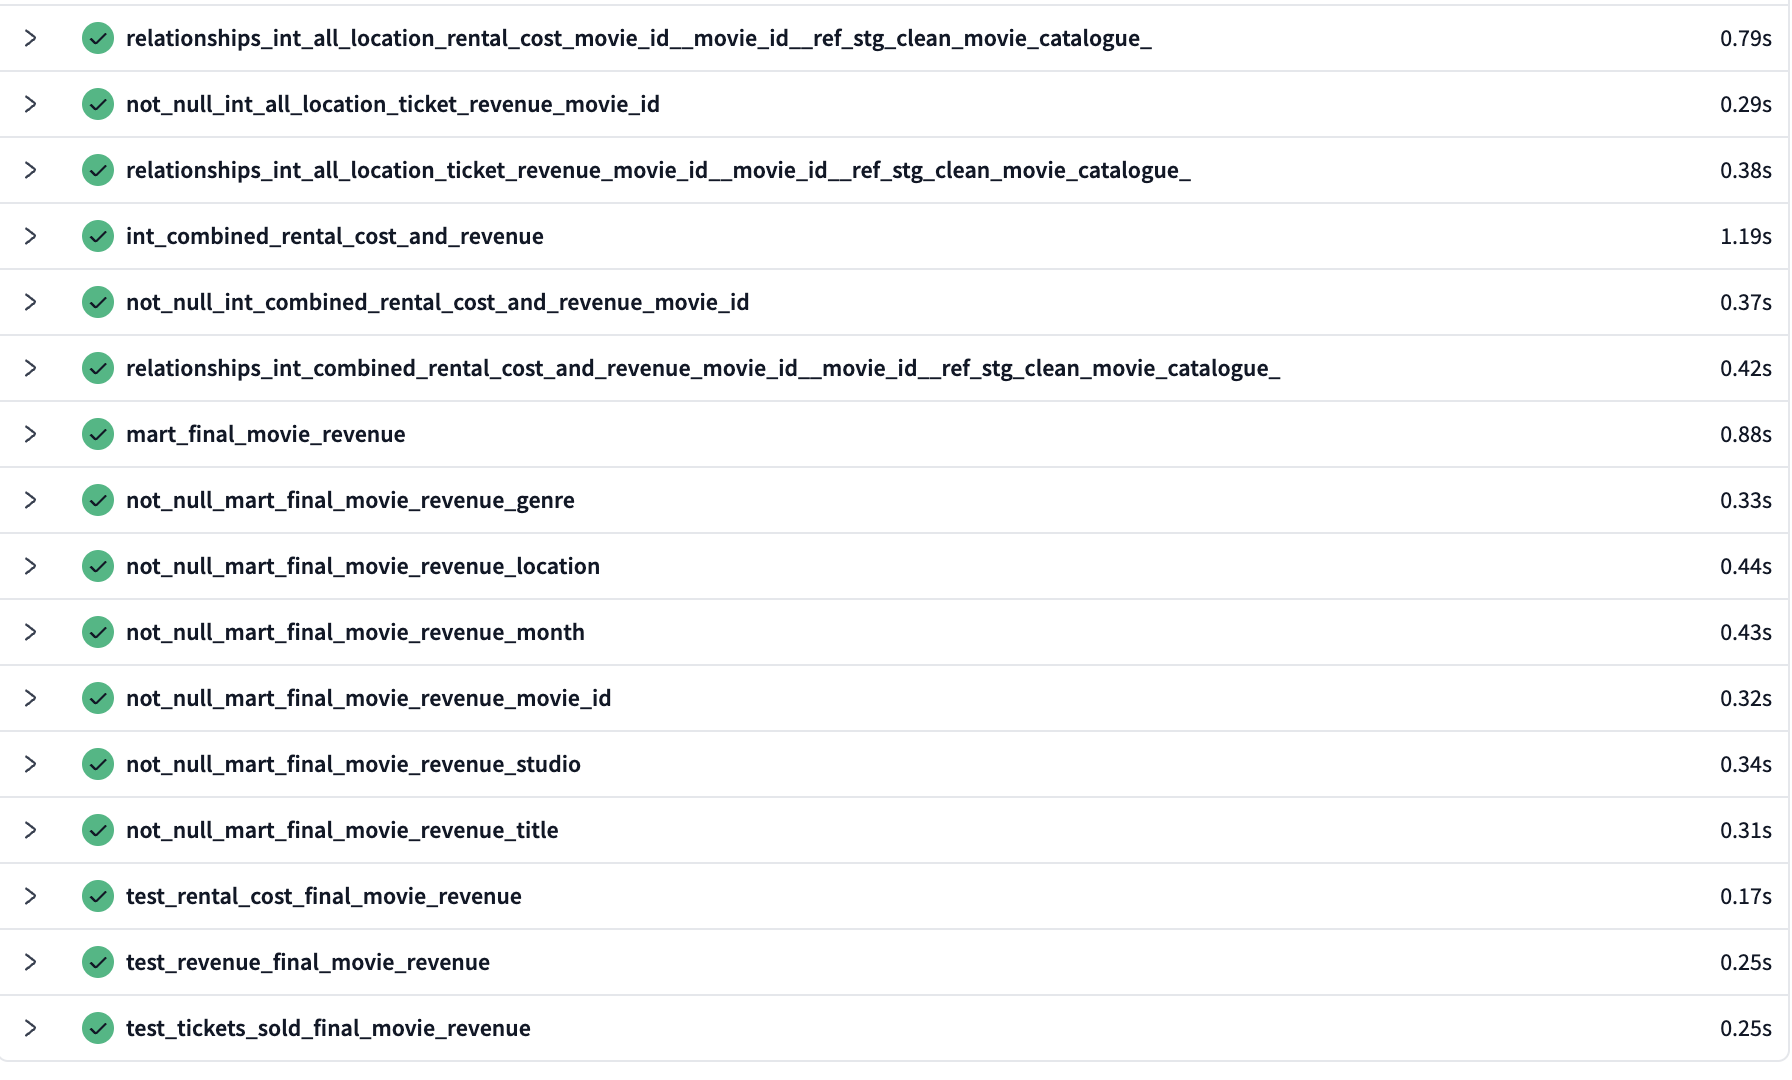 relationships_int_all_location_rental_cost_movie_id__movie_id__ref_stg_clean_movie_catalogue_ 0.79s
not_null_int_all_location_ticket_revenue_movie_id 0.29s
relationships_int_all_location_ticket_revenue_movie_id__movie_id__ref_stg_clean_movie_catalogue_ 0.38s
int_combined_rental_cost_and_revenue 1.19s
not_null_int_combined_rental_cost_and_revenue_movie_id 0.37s
relationships_int_combined_rental_cost_and_revenue_movie_id__movie_id__ref_stg_clean_movie_catalogue_ 0.42s
mart_final_movie_revenue 0.88s
not_null_mart_final_movie_revenue_genre 0.33s
not_null_mart_final_movie_revenue_location 0.44s
not_null_mart_final_movie_revenue_month 0.43s
not_null_mart_final_movie_revenue_movie_id 0.32s
not_null_mart_final_movie_revenue_studio 0.34s
not_null_mart_final_movie_revenue_title 0.31s
test_rental_cost_final_movie_revenue 0.17s
test_revenue_final_movie_revenue 0.25s
test_tickets_sold_final_movie_revenue 0.25s